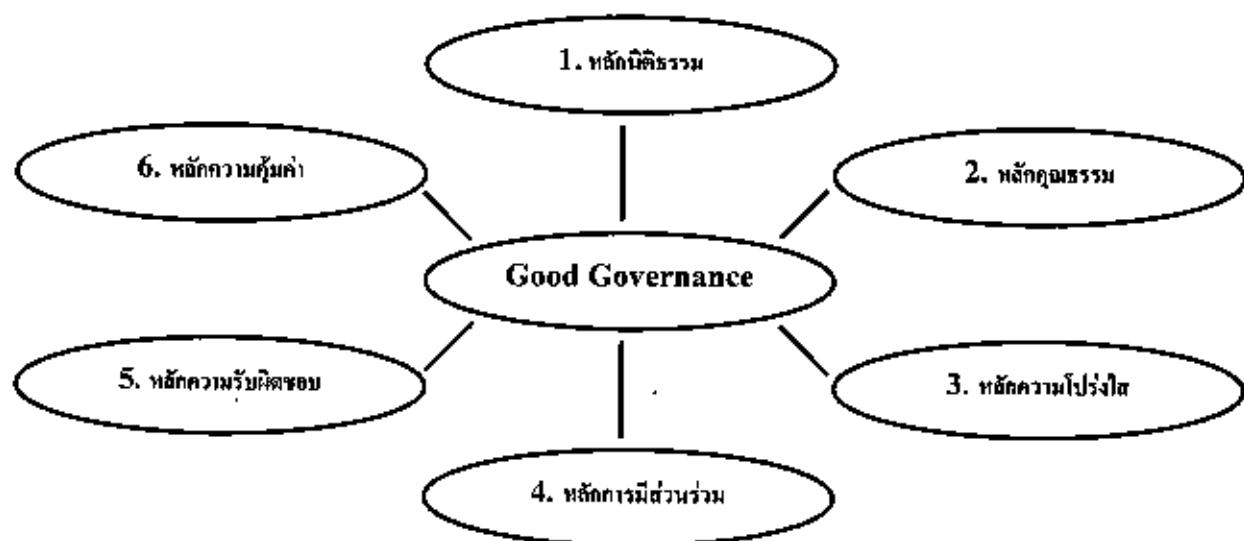 1. หลักนิติธรรม
6. หลักความคุ้มค่า
2. หลักคุณธรรม
Good Governance
5. หลักความรับผิดชอบ
3. หลักความโปร่งใส
4. หลักการมีส่วนร่วม